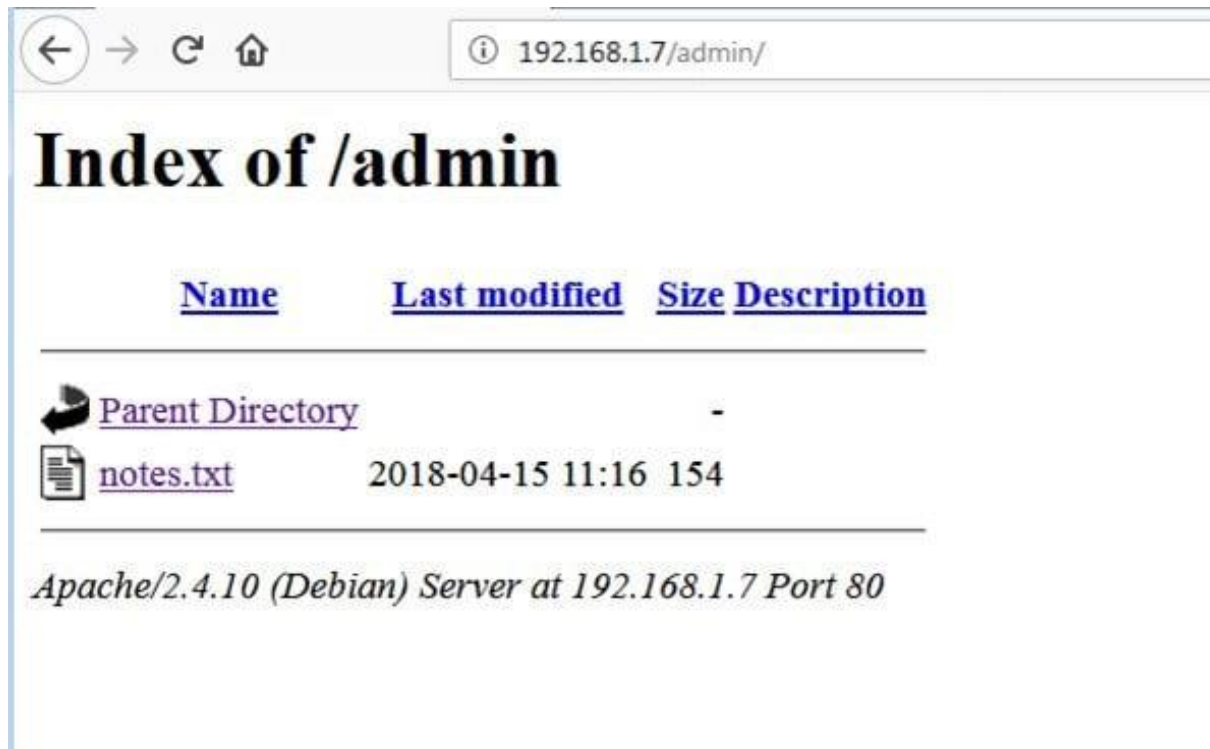 192.168.1.7/admin/
Index of /admin
Name Last modified Size Description
Parent Directory -
notes.txt 2018-04-15 11:16 154
Apache/2.4.10 (Debian) Server at 192.168.1.7 Port 80